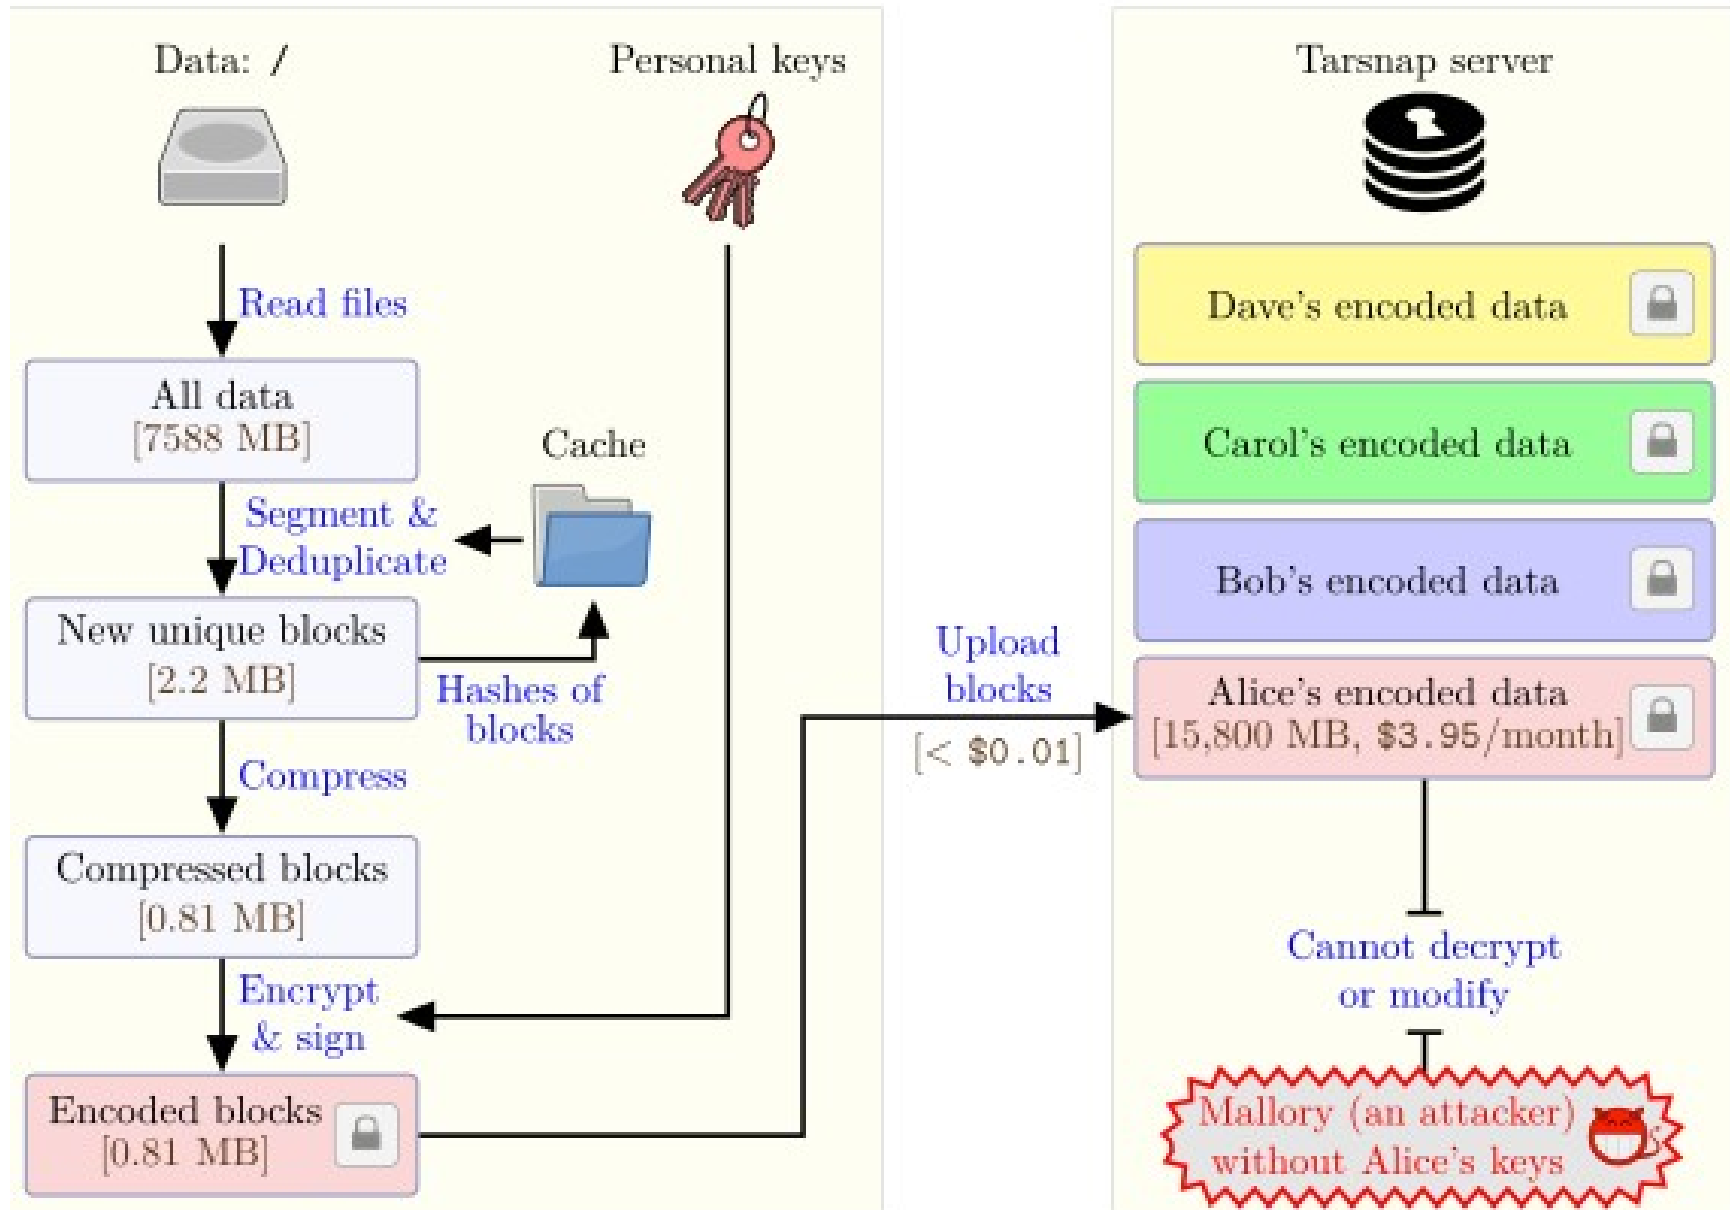 Data: /
Personal keys
Read files
All data
[7588 MB]
Cache
Segment &
Deduplicate
New unique blocks
[2.2 MB]
Hashes of
blocks
Compress
Compressed blocks
[0.81 MB]
Encrypt
& sign
Encoded blocks
[0.81 MB]
Upload
blocks
[< $0.01]
Tarsnap server
Dave's encoded data
Carol's encoded data
Bob's encoded data
Alice's encoded data
[15,800 MB, $3.95/month]
Cannot decrypt
or modify
Mallory (an attacker)
without Alice's keys